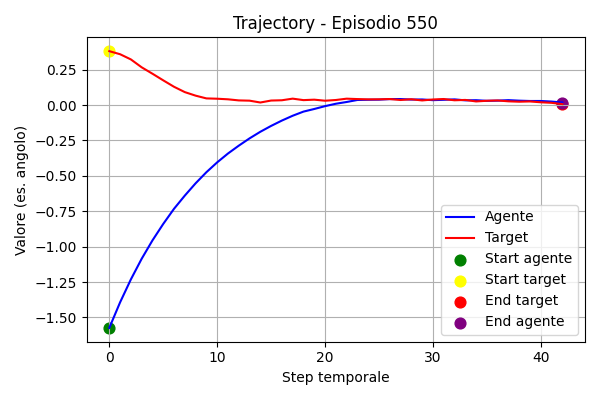 Trajectory - Episodio 550
Valore (es. angolo)
0.25
0.00
−0.25
−0.50
−0.75
−1.00
−1.25
−1.50
0 10 20 30 40
Step temporale
Agente
Target
Start agente
Start target
End target
End agente